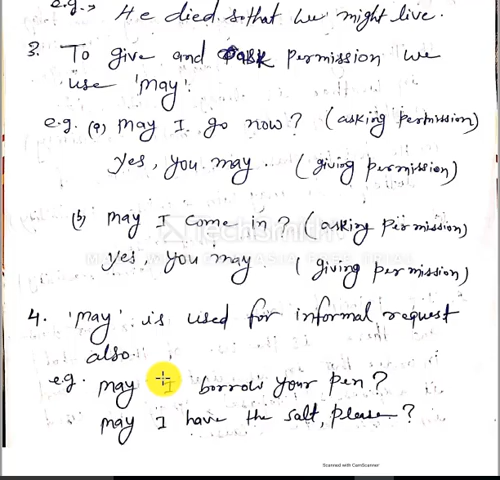 e.g.,
He died so that we might live.
3. To give and ask permission we
use 'may'.
e.g. (a) May I go now? (asking permission)
Yes, you may. (giving permission)
(b) May I come in? (asking permission)
TechSmith
Yes, you may. (giving permission)
4. 'May' is used for informal request
also.
e.g. May I borrow your pen?
May I have the salt, please?
Scanned with CamScanner